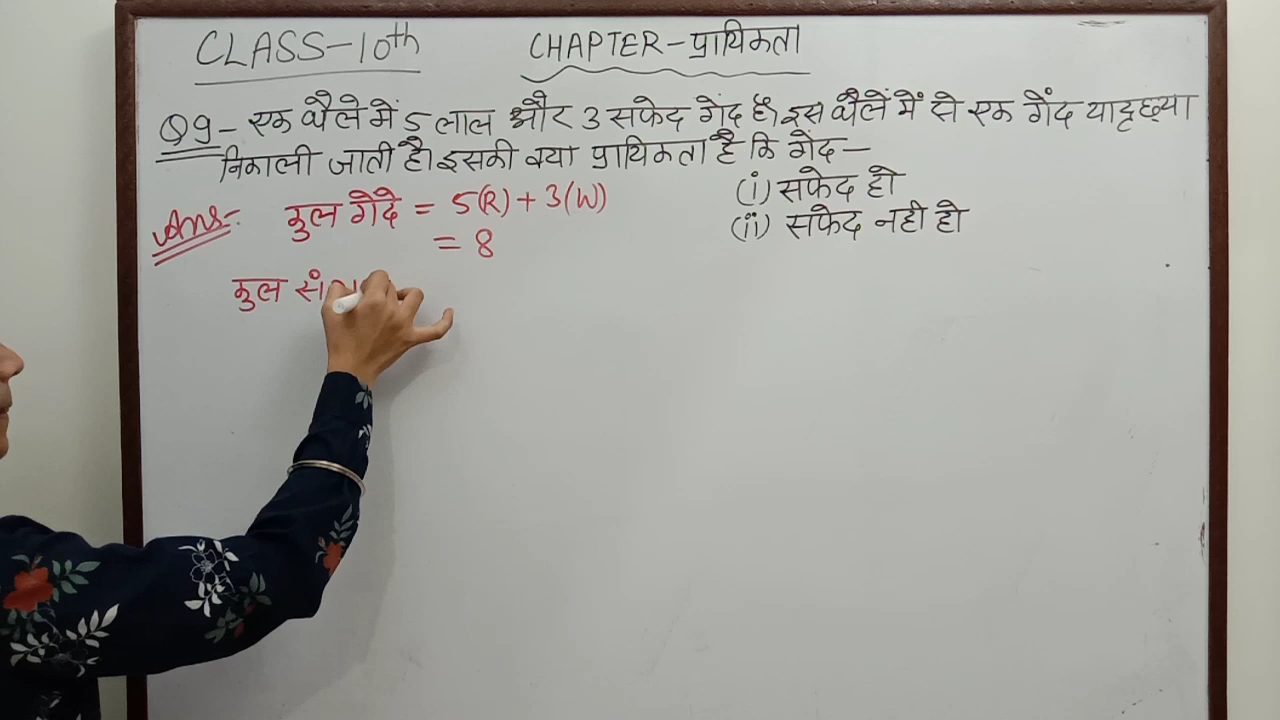 CLASS-10th CHAPTER-प्रायिकता
Q9- एक थैले में 5 लाल और 3 सफेद गेंद है। इस थैलें में से एक गेंद यादृच्छया
निकाली जाती है। इसकी क्या प्रायिकता है कि गेंद-
(i) सफेद हो
(ii) सफेद नही हो
Ans:- कुल गेंदे = 5(R) + 3(W)
= 8
कुल